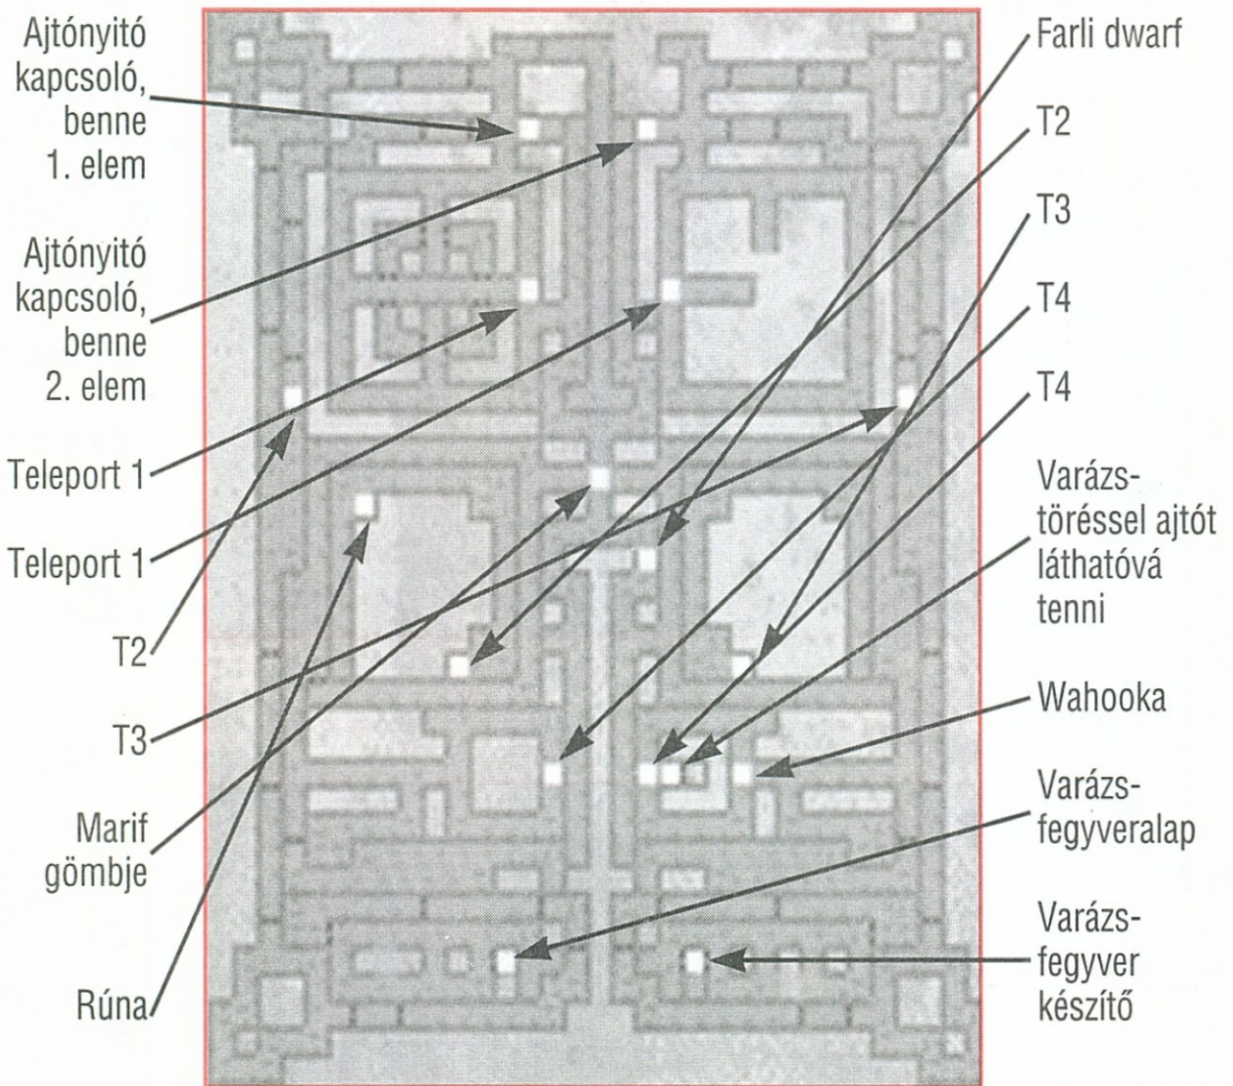 Ajtónyitó
kapcsoló,
benne
1. elem
Ajtónyitó
kapcsoló,
benne
2. elem
Teleport 1
Teleport 1
T2
T3
Marif
gömbje
Rúna
Farli dwarf
T2
T3
T4
T4
Varázs-
töréssel ajtót
láthatóvá
tenni
Wahooka
Varázs-
fegyveralap
Varázs-
fegyver
készítő